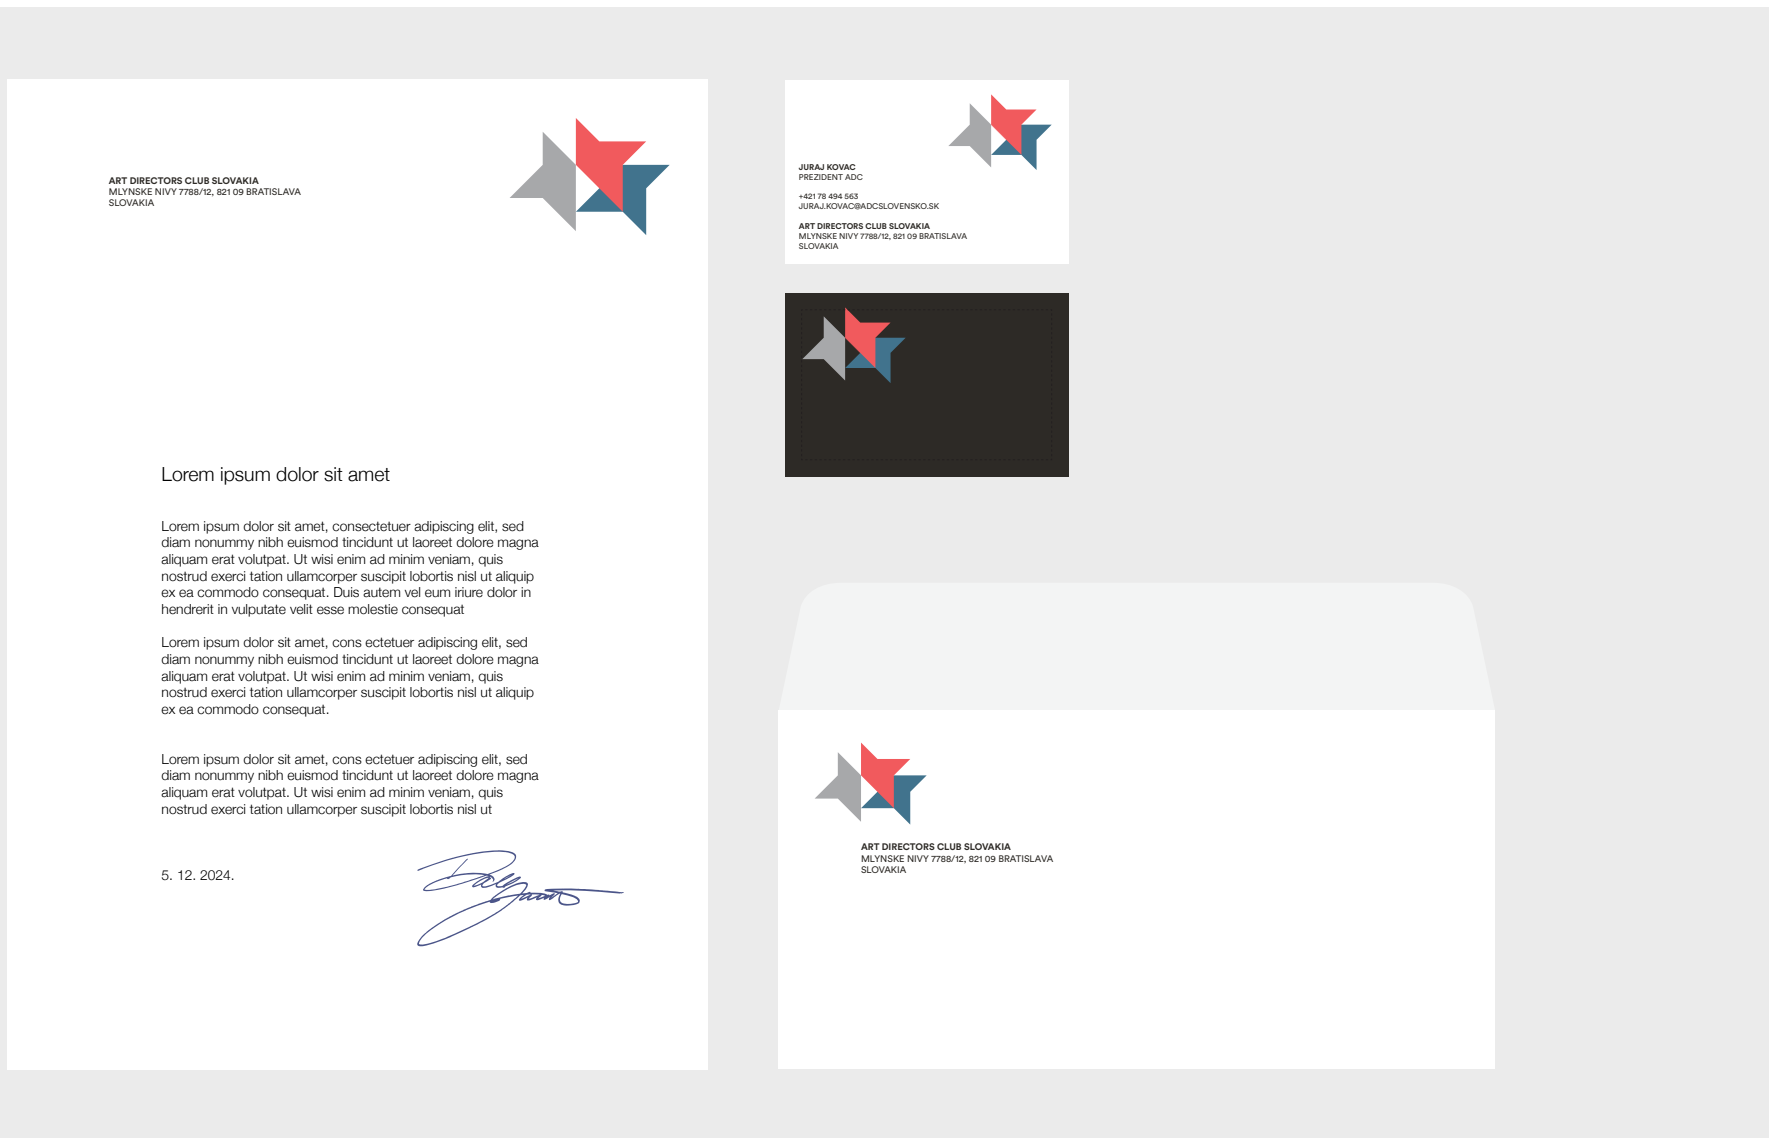 ART DIRECTORS CLUB SLOVAKIA
MLYNSKE NIVY 7788/12, 821 09 BRATISLAVA
SLOVAKIA
Lorem ipsum dolor sit amet
Lorem ipsum dolor sit amet, consectetuer adipiscing elit, sed
diam nonummy nibh euismod tincidunt ut laoreet dolore magna
aliquam erat volutpat. Ut wisi enim ad minim veniam, quis
nostrud exerci tation ullamcorper suscipit lobortis nisl ut aliquip
ex ea commodo consequat. Duis autem vel eum iriure dolor in
hendrerit in vulputate velit esse molestie consequat
Lorem ipsum dolor sit amet, cons ectetuer adipiscing elit, sed
diam nonummy nibh euismod tincidunt ut laoreet dolore magna
aliquam erat volutpat. Ut wisi enim ad minim veniam, quis
nostrud exerci tation ullamcorper suscipit lobortis nisl ut aliquip
ex ea commodo consequat.
Lorem ipsum dolor sit amet, cons ectetuer adipiscing elit, sed
diam nonummy nibh euismod tincidunt ut laoreet dolore magna
aliquam erat volutpat. Ut wisi enim ad minim veniam, quis
nostrud exerci tation ullamcorper suscipit lobortis nisl ut
5. 12. 2024.
JURAJ KOVAC
PREZIDENT ADC
+421 78 494 563
JURAJ.KOVAC@ADCSLOVENSKO.SK
ART DIRECTORS CLUB SLOVAKIA
MLYNSKE NIVY 7788/12, 821 09 BRATISLAVA
SLOVAKIA
ART DIRECTORS CLUB SLOVAKIA
MLYNSKE NIVY 7788/12, 821 09 BRATISLAVA
SLOVAKIA